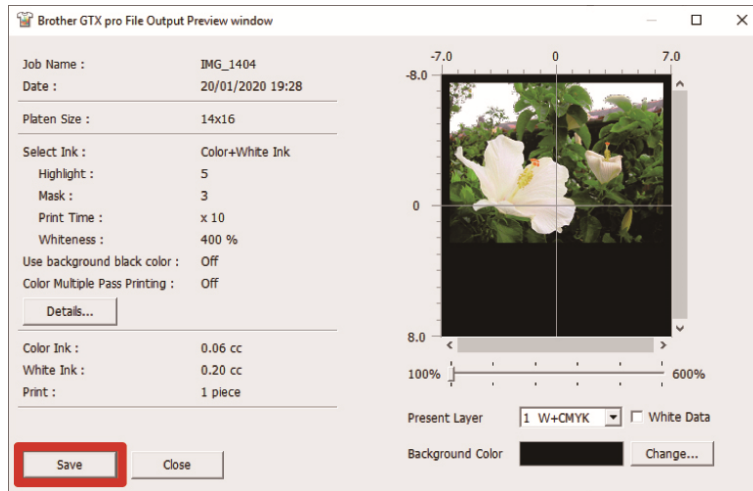 Brother GTX pro File Output Preview window
Job Name : IMG_1404
Date : 20/01/2020 19:28
Platen Size : 14x16
Select Ink : Color+White Ink
Highlight : 5
Mask : 3
Print Time : x 10
Whiteness : 400 %
Use background black color : Off
Color Multiple Pass Printing : Off
Details...
Color Ink : 0.06 cc
White Ink : 0.20 cc
Print : 1 piece
Save Close
-7.0 0 7.0
-8.0
0
8.0
100% 600%
Present Layer 1 W+CMYK White Data
Background Color Change...